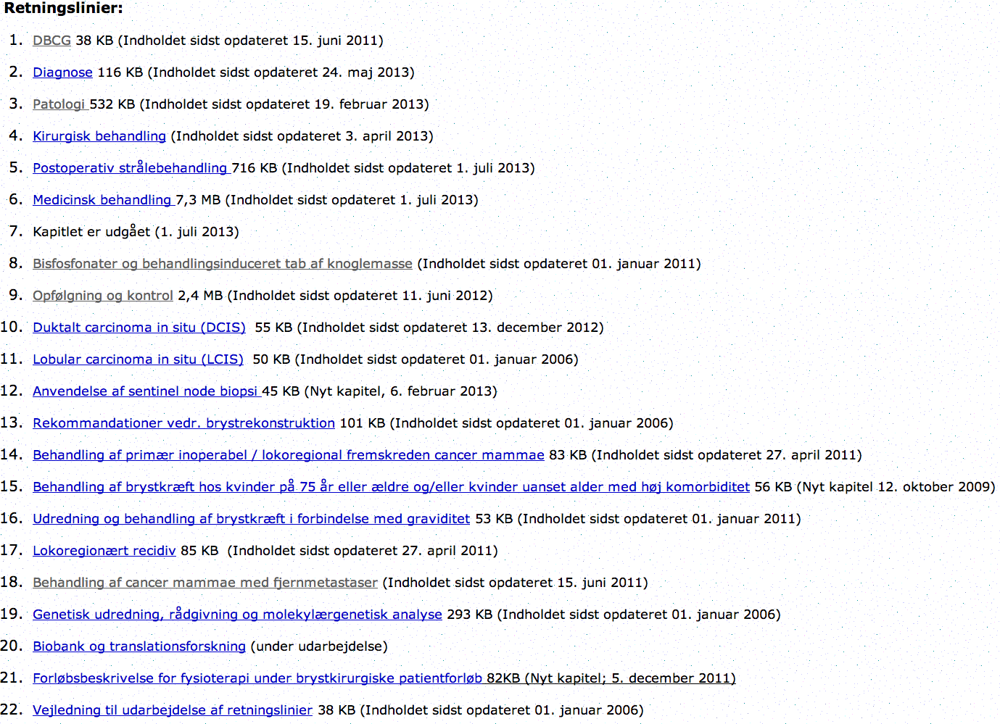 Retningslinier:
1. DBCG 38 KB (Indholdet sidst opdateret 15. juni 2011)
2. Diagnose 116 KB (Indholdet sidst opdateret 24. maj 2013)
3. Patologi 532 KB (Indholdet sidst opdateret 19. februar 2013)
4. Kirurgisk behandling (Indholdet sidst opdateret 3. april 2013)
5. Postoperativ strålebehandling 716 KB (Indholdet sidst opdateret 1. juli 2013)
6. Medicinsk behandling 7,3 MB (Indholdet sidst opdateret 1. juli 2013)
7. Kapitlet er udgået (1. juli 2013)
8. Bisfosfonater og behandlingsinduceret tab af knoglemasse (Indholdet sidst opdateret 01. januar 2011)
9. Opfølgning og kontrol 2,4 MB (Indholdet sidst opdateret 11. juni 2012)
10. Duktalt carcinoma in situ (DCIS) 55 KB (Indholdet sidst opdateret 13. december 2012)
11. Lobular carcinoma in situ (LCIS) 50 KB (Indholdet sidst opdateret 01. januar 2006)
12. Anvendelse af sentinel node biopsi 45 KB (Nyt kapitel, 6. februar 2013)
13. Rekommandationer vedr. brystrekonstruktion 101 KB (Indholdet sidst opdateret 01. januar 2006)
14. Behandling af primær inoperabel / lokoregional fremskreden cancer mammae 83 KB (Indholdet sidst opdateret 27. april 2011)
15. Behandling af brystkræft hos kvinder på 75 år eller ældre og/eller kvinder uanset alder med høj komorbiditet 56 KB (Nyt kapitel 12. oktober 2009)
16. Udredning og behandling af brystkræft i forbindelse med graviditet 53 KB (Indholdet sidst opdateret 01. januar 2011)
17. Lokoregionært recidiv 85 KB (Indholdet sidst opdateret 27. april 2011)
18. Behandling af cancer mammae med fjernmetastaser (Indholdet sidst opdateret 15. juni 2011)
19. Genetisk udredning, rådgivning og molekylærgenetisk analyse 293 KB (Indholdet sidst opdateret 01. januar 2006)
20. Biobank og translationsforskning (under udarbejdelse)
21. Forløbsbeskrivelse for fysioterapi under brystkirurgiske patientforløb 82KB (Nyt kapitel; 5. december 2011)
22. Vejledning til udarbejdelse af retningslinier 38 KB (Indholdet sidst opdateret 01. januar 2006)